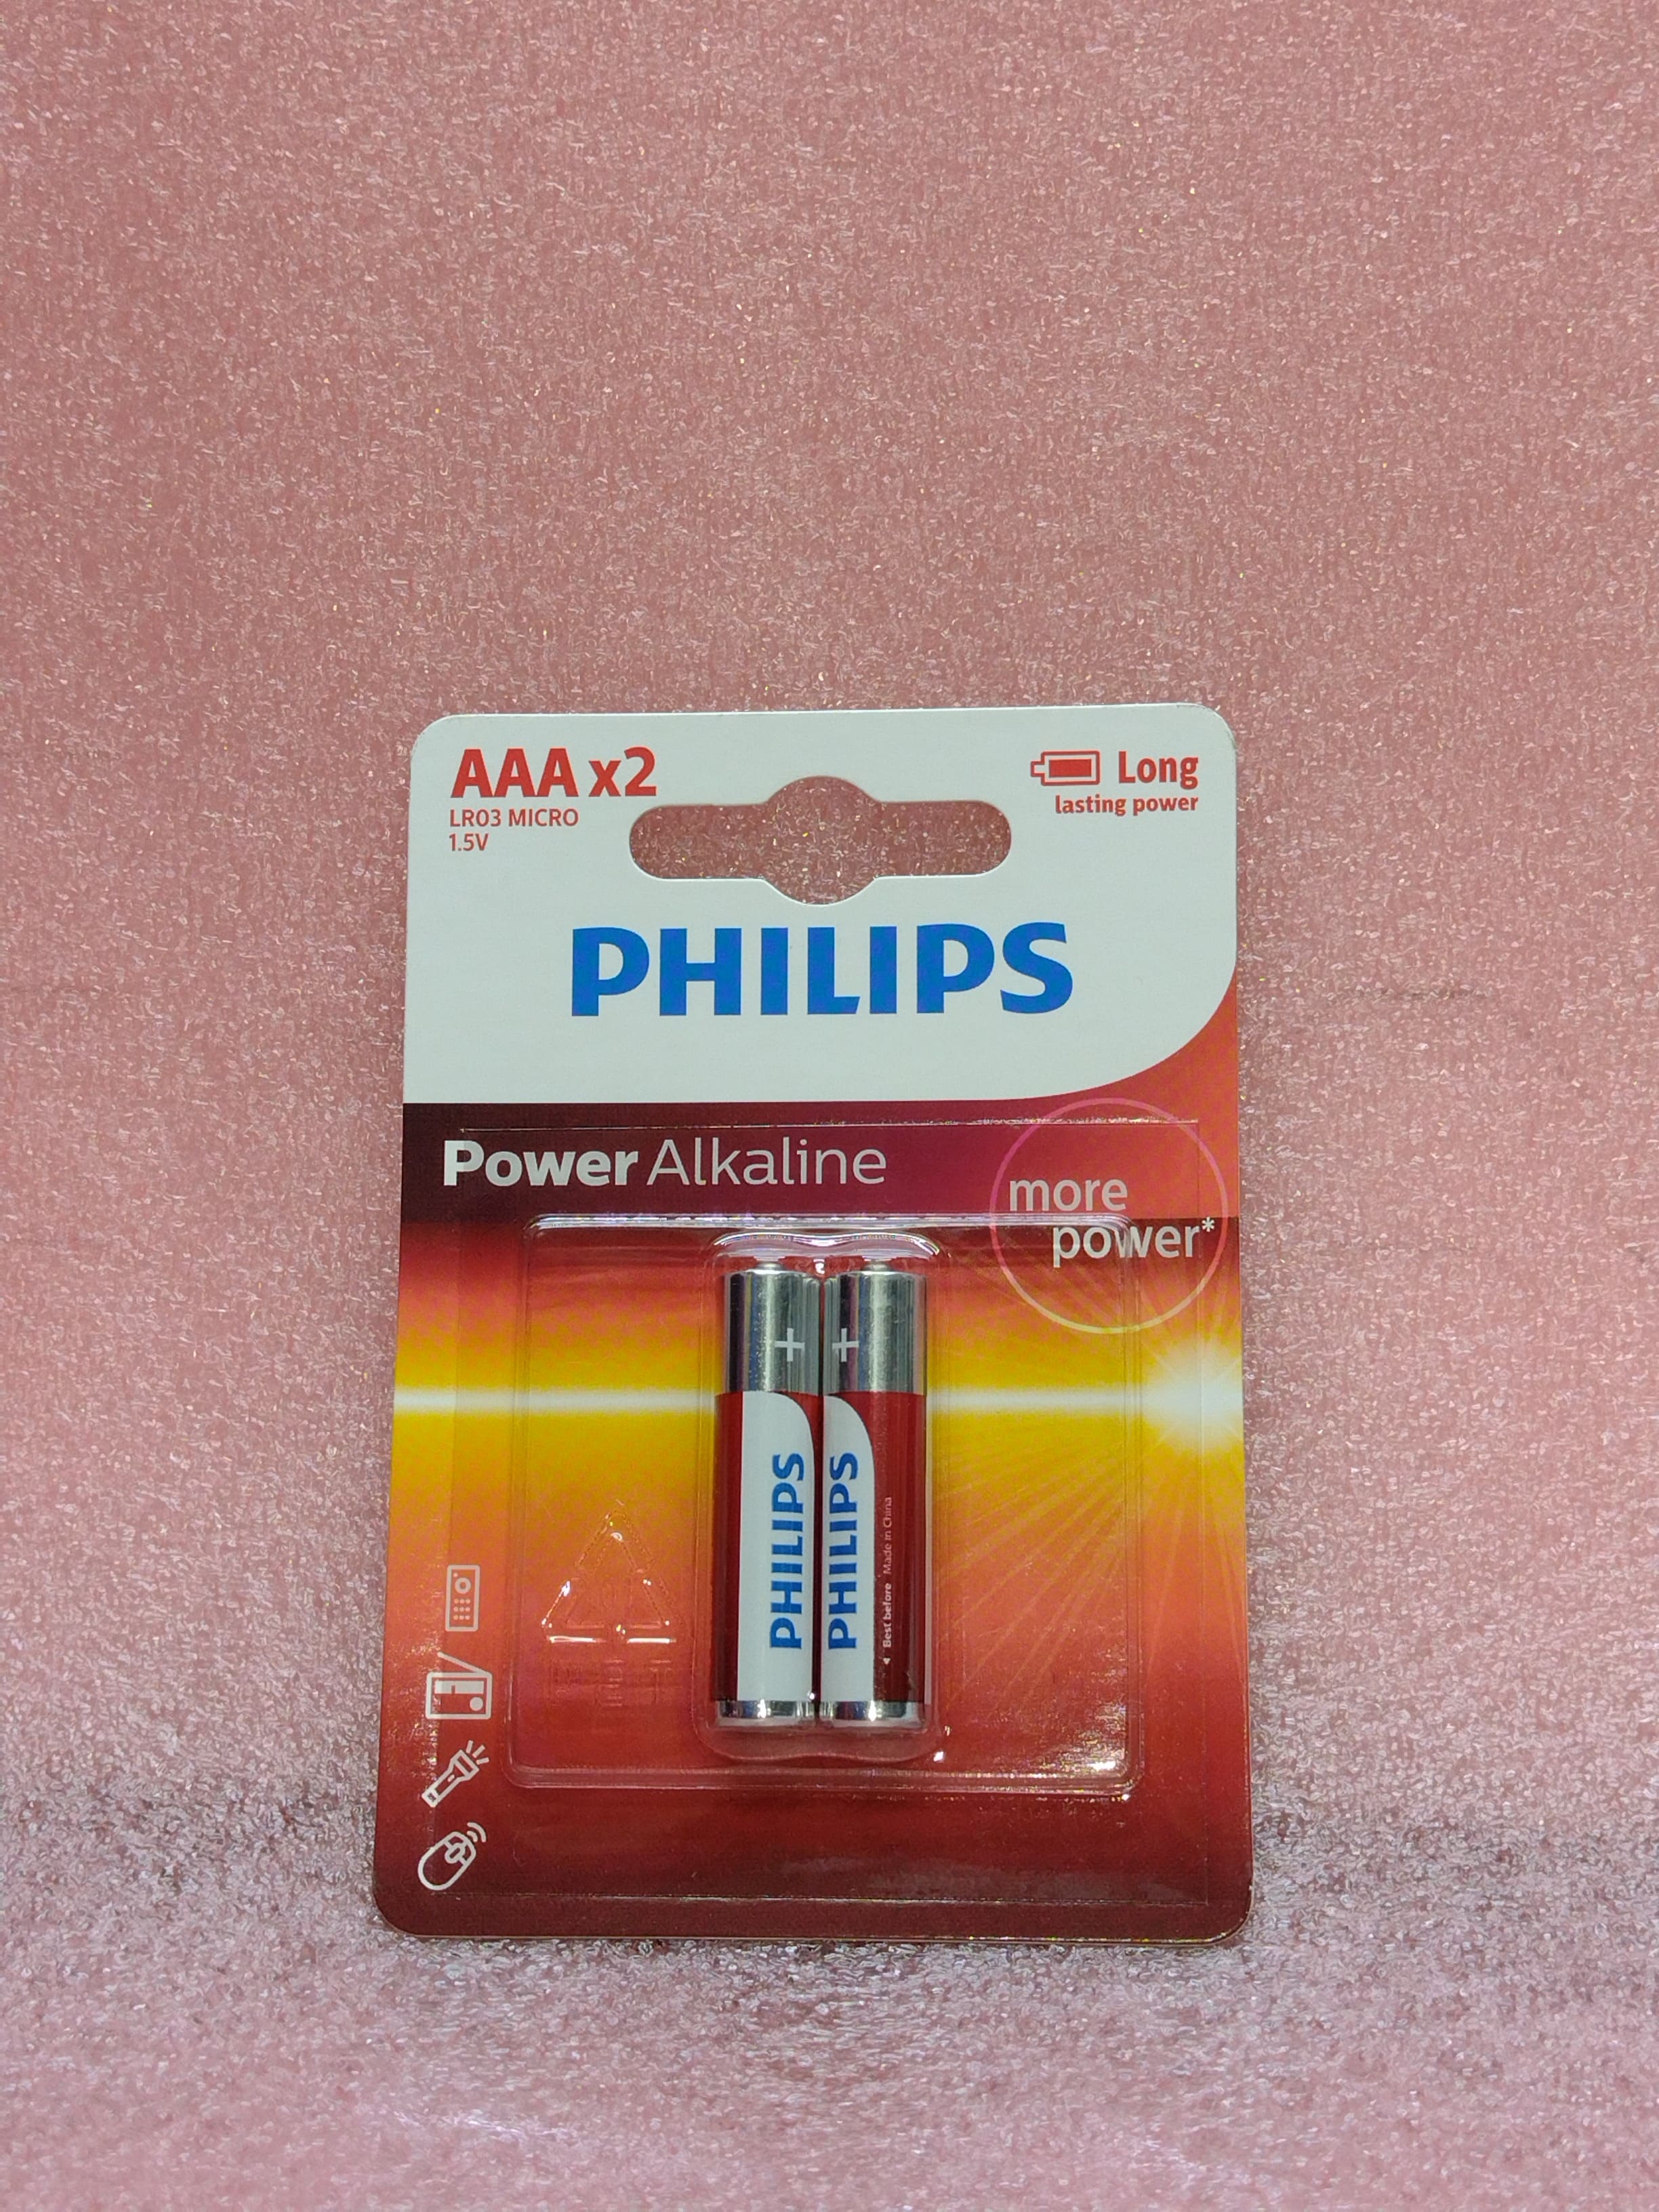 AAA x2
LR03 MICRO
1.5V
Long
lasting power
PHILIPS
Power Alkaline
more
power*
+
+
PHILIPS
PHILIPS
Best before Made in China